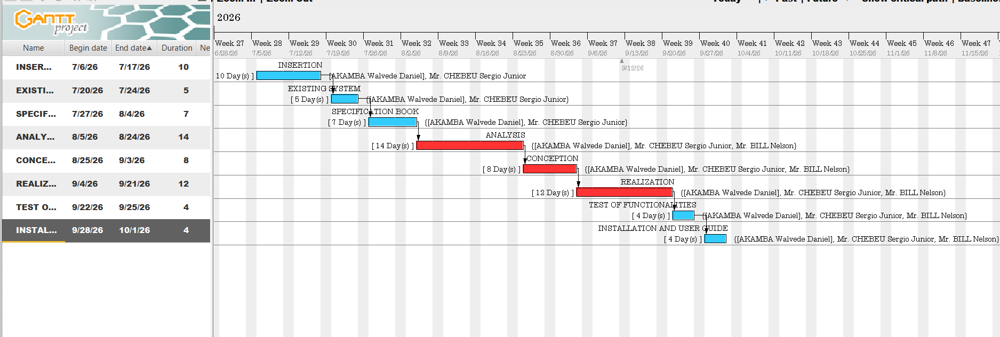 Zoom In | Zoom Out
Today | Past | Future Show critical path | Baselines
GANTT project
2026
Name Begin date End date Duration Ne
Week 27 Week 28 Week 29 Week 30 Week 31 Week 32 Week 33 Week 34 Week 35 Week 36 Week 37 Week 38 Week 39 Week 40 Week 41 Week 42 Week 43 Week 44 Week 45 Week 46 Week 47
6/28/26 7/5/26 7/12/26 7/19/26 7/26/26 8/2/26 8/9/26 8/16/26 8/23/26 8/30/26 9/6/26 9/13/26 9/20/26 9/27/26 10/4/26 10/11/26 10/18/26 10/25/26 11/1/26 11/8/26 11/15/26
9/12/26
INSER... 7/6/26 7/17/26 10
INSERTION
10 Day(s) ] [AKAMBA Walvede Daniel], Mr. CHEBEU Sergio Junior
EXISTI... 7/20/26 7/24/26 5
EXISTING SYSTEM
[ 5 Day(s) ] {[AKAMBA Walvede Daniel], Mr. CHEBEU Sergio Junior}
SPECIF... 7/27/26 8/4/26 7
SPECIFICATION BOOK
[ 7 Day(s) ] {[AKAMBA Walvede Daniel], Mr. CHEBEU Sergio Junior}
ANALY... 8/5/26 8/24/26 14
ANALYSIS
[ 14 Day(s) ] {[AKAMBA Walvede Daniel], Mr. CHEBEU Sergio Junior, Mr. BILL Nelson}
CONCE... 8/25/26 9/3/26 8
CONCEPTION
[ 8 Day(s) ] {[AKAMBA Walvede Daniel], Mr. CHEBEU Sergio Junior, Mr. BILL Nelson}
REALIZ... 9/4/26 9/21/26 12
REALIZATION
[ 12 Day(s) ] {[AKAMBA Walvede Daniel], Mr. CHEBEU Sergio Junior, Mr. BILL Nelson}
TEST O... 9/22/26 9/25/26 4
TEST OF FUNCTIONALITIES
[ 4 Day(s) ] {[AKAMBA Walvede Daniel], Mr. CHEBEU Sergio Junior, Mr. BILL Nelson}
INSTAL... 9/28/26 10/1/26 4
INSTALLATION AND USER GUIDE
[ 4 Day(s) ] {[AKAMBA Walvede Daniel], Mr. CHEBEU Sergio Junior, Mr. BILL Nelson}